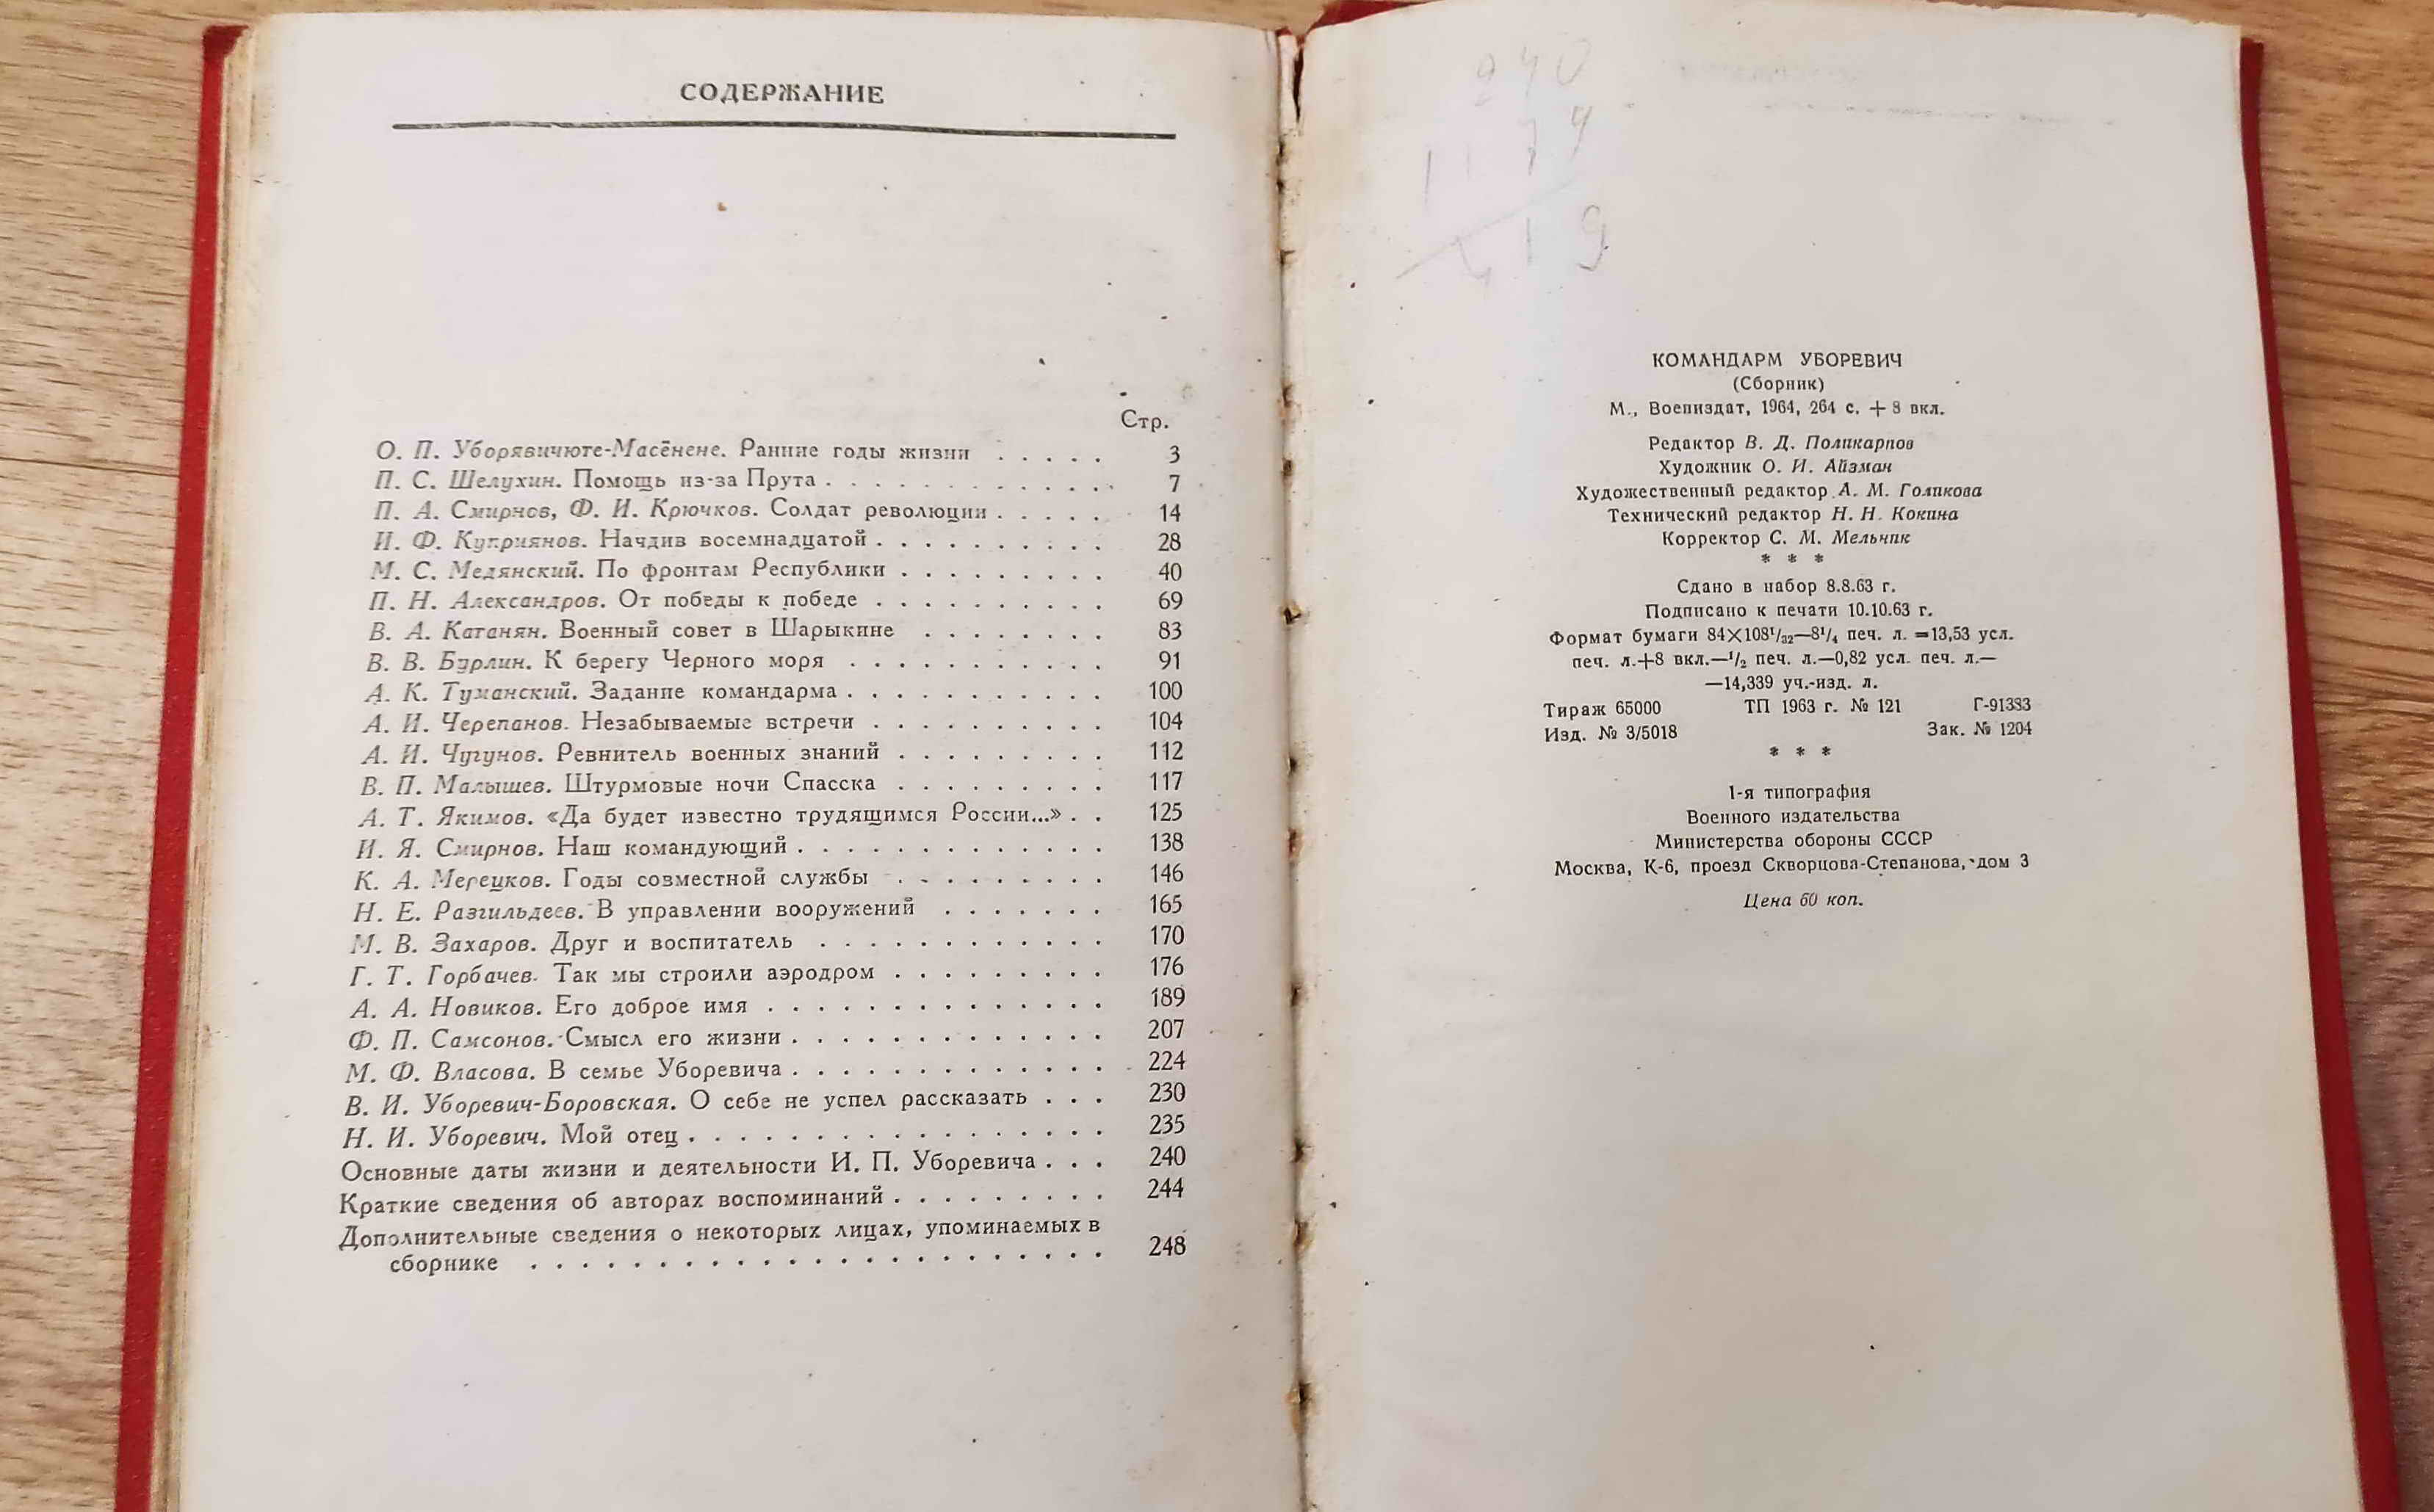 СОДЕРЖАНИЕ
Стр.
О. П. Уборявичюте-Масёнене. Ранние годы жизни . . . . . 3
П. С. Шелухин. Помощь из-за Прута . . . . . . . . . . . . 7
П. А. Смирнов, Ф. И. Крючков. Солдат революции . . . . . 14
И. Ф. Куприянов. Начдив восемнадцатой . . . . . . . . . . 28
М. С. Медянский. По фронтам Республики . . . . . . . . . 40
П. Н. Александров. От победы к победе . . . . . . . . . . 69
В. А. Катанян. Военный совет в Шарыкине . . . . . . . . 83
В. В. Бурлин. К берегу Черного моря . . . . . . . . . . . 91
А. К. Туманский. Задание командарма . . . . . . . . . . . 100
А. И. Черепанов. Незабываемые встречи . . . . . . . . . . 104
А. И. Чугунов. Ревнитель военных знаний . . . . . . . . . 112
В. П. Малышев. Штурмовые ночи Спасска . . . . . . . . . 117
А. Т. Якимов. «Да будет известно трудящимся России...» . . 125
И. Я. Смирнов. Наш командующий . . . . . . . . . . . . . 138
К. А. Мерецков. Годы совместной службы . . . . . . . . . 146
Н. Е. Разгильдеев. В управлении вооружений . . . . . . . 165
М. В. Захаров. Друг и воспитатель . . . . . . . . . . . . 170
Г. Т. Горбачев. Так мы строили аэродром . . . . . . . . . 176
А. А. Новиков. Его доброе имя . . . . . . . . . . . . . . 189
Ф. П. Самсонов. Смысл его жизни . . . . . . . . . . . . . 207
М. Ф. Власова. В семье Уборевича . . . . . . . . . . . . . 224
В. И. Уборевич-Боровская. О себе не успел рассказать . . . 230
Н. И. Уборевич. Мой отец . . . . . . . . . . . . . . . . . 235
Основные даты жизни и деятельности И. П. Уборевича . . . 240
Краткие сведения об авторах воспоминаний . . . . . . . . . 244
Дополнительные сведения о некоторых лицах, упоминаемых в
сборнике . . . . . . . . . . . . . . . . . . . . . . . 248
240
КОМАНДАРМ УБОРЕВИЧ
(Сборник)
М., Воениздат, 1964, 264 с. + 8 вкл.
Редактор В. Д. Поликарпов
Художник О. И. Айзман
Художественный редактор А. М. Голикова
Технический редактор Н. Н. Кокина
Корректор С. М. Мельник
* * *
Сдано в набор 8.8.63 г.
Подписано к печати 10.10.63 г.
Формат бумаги 84×108¹/₃₂—8¹/₄ печ. л. =13,53 усл.
печ. л.+8 вкл.—¹/₂ печ. л.—0,82 усл. печ. л.—
—14,339 уч.-изд. л.
Тираж 65000 ТП 1963 г. № 121 Г-91383
Изд. № 3/5018 Зак. № 1204
* * *
1-я типография
Военного издательства
Министерства обороны СССР
Москва, К-6, проезд Скворцова-Степанова, дом 3
Цена 60 коп.